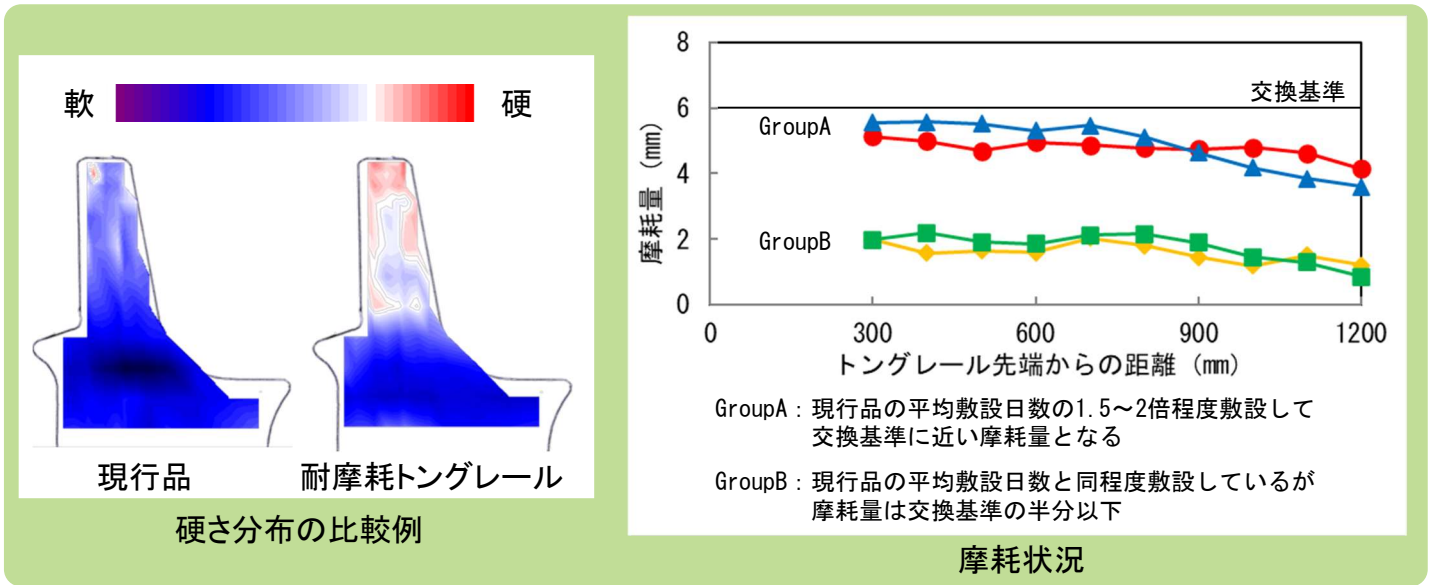 軟
硬
現行品
耐摩耗トングレール
硬さ分布の比較例
8
6
4
2
0
摩耗量 (mm)
交換基準
GroupA
GroupB
0
300
600
900
1200
トングレール先端からの距離 (mm)
GroupA：現行品の平均敷設日数の1.5～2倍程度敷設して
交換基準に近い摩耗量となる
GroupB：現行品の平均敷設日数と同程度敷設しているが
摩耗量は交換基準の半分以下
摩耗状況